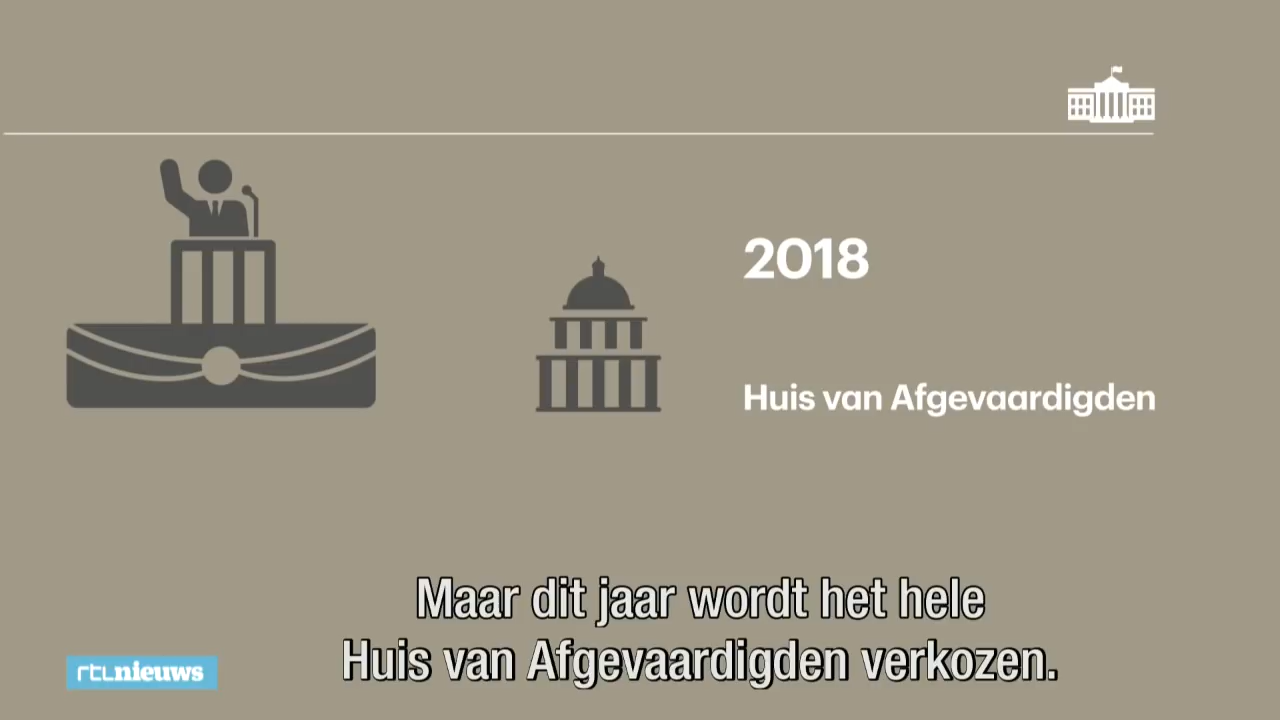 2018
Huis van Afgevaardigden
Maar dit jaar wordt het hele
Huis van Afgevaardigden verkozen.
rtlnieuws